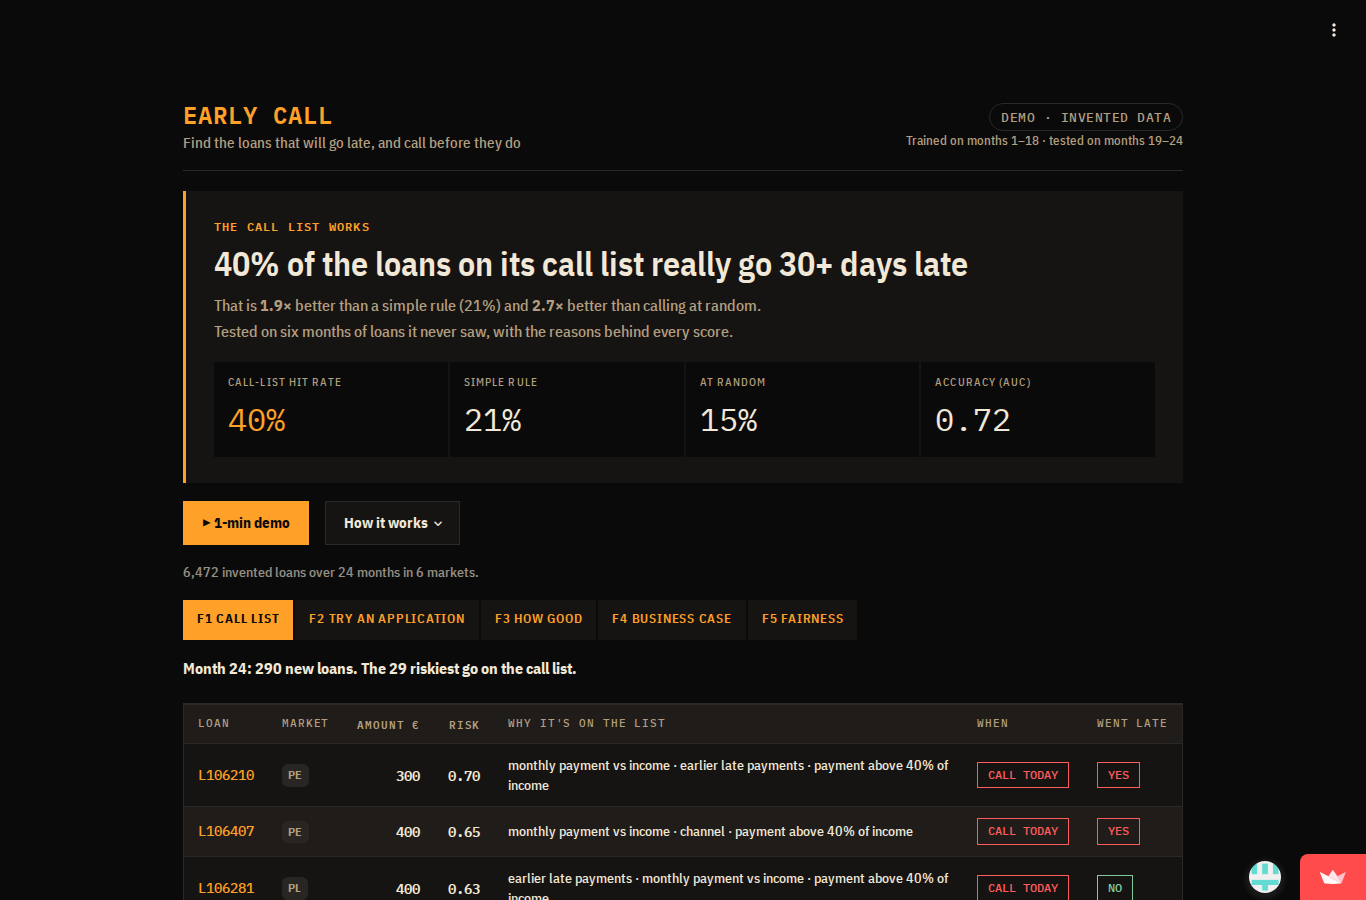 EARLY CALL
Find the loans that will go late, and call before they do
DEMO · INVENTED DATA
Trained on months 1–18 · tested on months 19–24
THE CALL LIST WORKS
40% of the loans on its call list really go 30+ days late
That is 1.9× better than a simple rule (21%) and 2.7× better than calling at random.
Tested on six months of loans it never saw, with the reasons behind every score.
CALL-LIST HIT RATE SIMPLE RULE AT RANDOM ACCURACY (AUC)
40% 21% 15% 0.72
▶ 1-min demo How it works
6,472 invented loans over 24 months in 6 markets.
F1 CALL LIST F2 TRY AN APPLICATION F3 HOW GOOD F4 BUSINESS CASE F5 FAIRNESS
Month 24: 290 new loans. The 29 riskiest go on the call list.
LOAN MARKET AMOUNT € RISK WHY IT'S ON THE LIST WHEN WENT LATE
L106210 PE 300 0.70 monthly payment vs income · earlier late payments · payment above 40% of income CALL TODAY YES
L106407 PE 400 0.65 monthly payment vs income · channel · payment above 40% of income CALL TODAY YES
L106281 PL 400 0.63 earlier late payments · monthly payment vs income · payment above 40% of income CALL TODAY NO